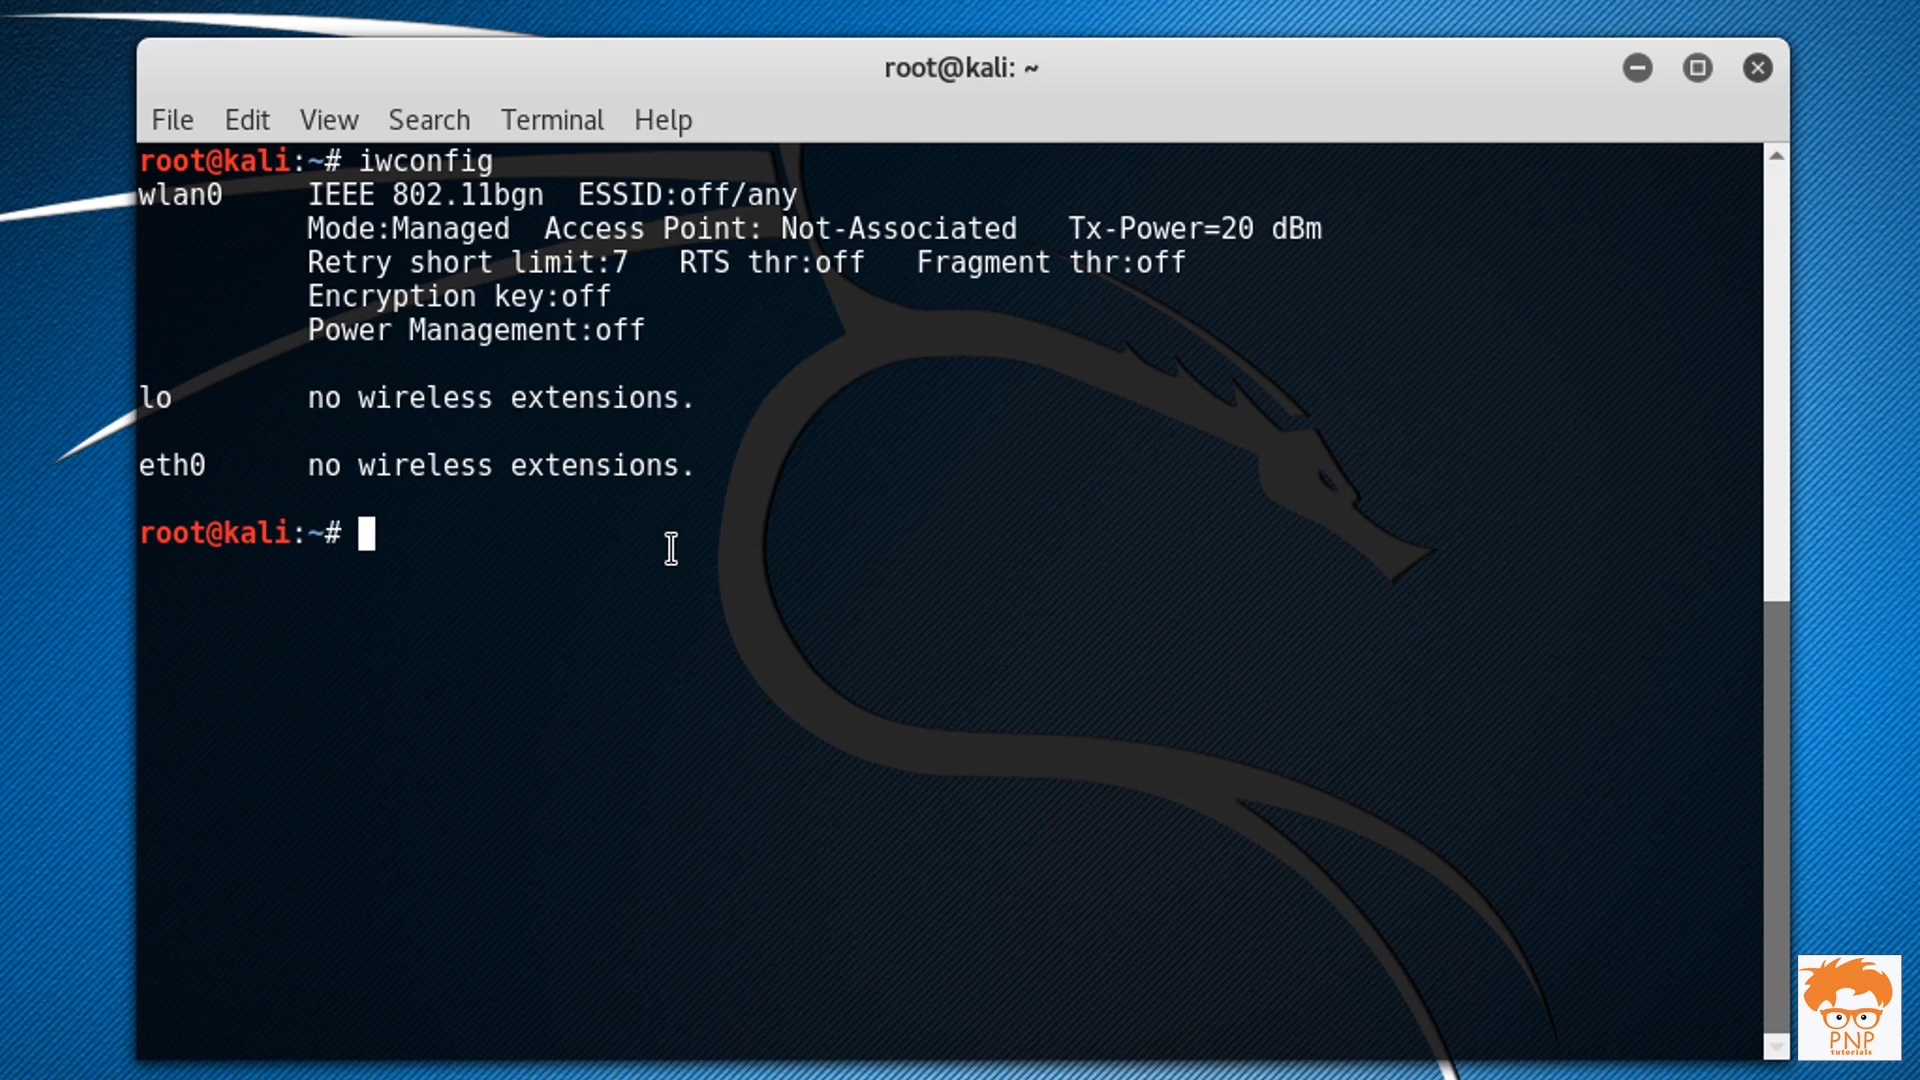 root@kali: ~
File Edit View Search Terminal Help
root@kali:~# iwconfig
wlan0     IEEE 802.11bgn  ESSID:off/any
          Mode:Managed  Access Point: Not-Associated   Tx-Power=20 dBm
          Retry short limit:7   RTS thr:off   Fragment thr:off
          Encryption key:off
          Power Management:off
lo        no wireless extensions.
eth0      no wireless extensions.
root@kali:~#
PNP
tutorials